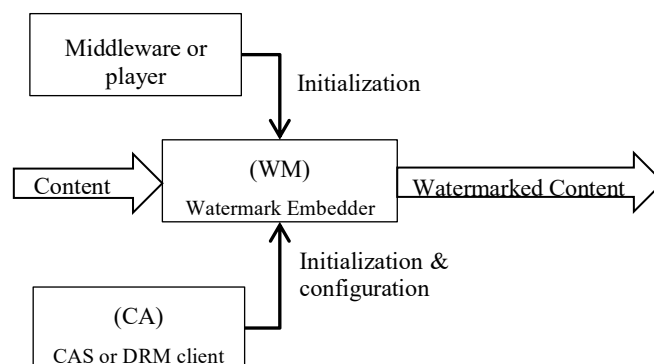 Middleware or
player
Initialization
(WM)
Content
Watermark Embedder
Watermarked Content
Initialization &
configuration
(CA)
CAS or DRM client